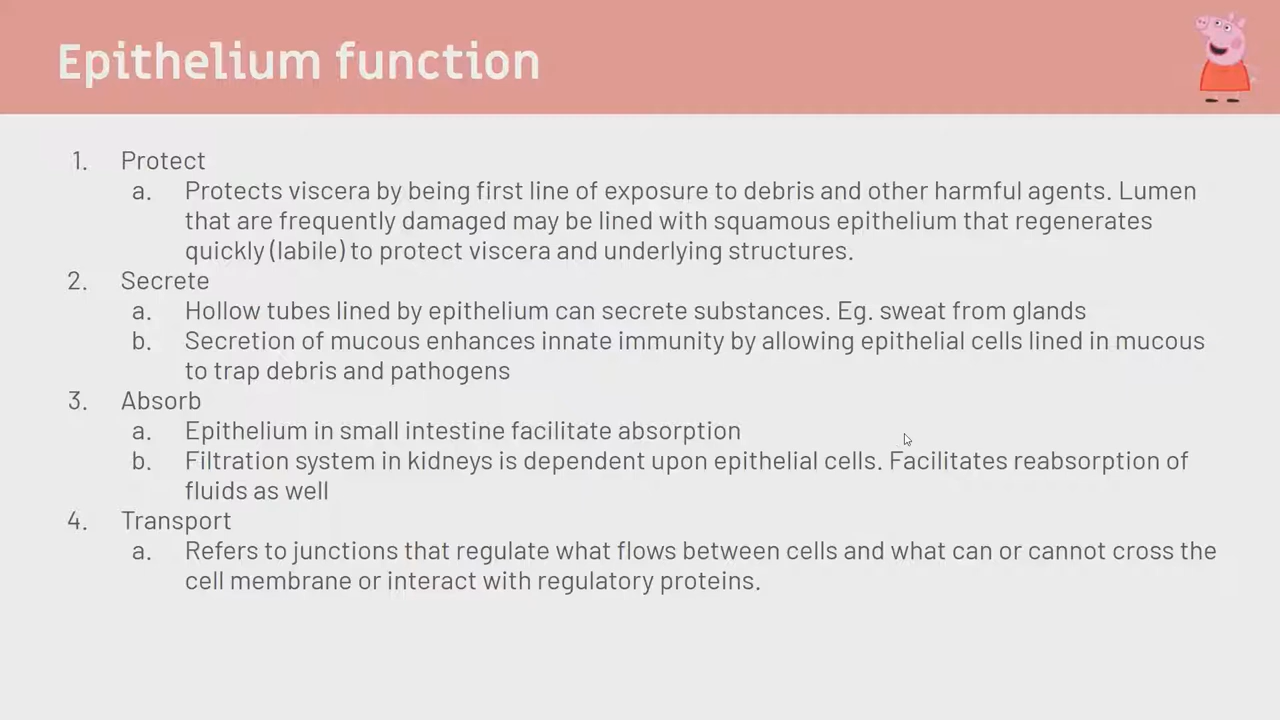 Epithelium function
1. Protect
a. Protects viscera by being first line of exposure to debris and other harmful agents. Lumen
that are frequently damaged may be lined with squamous epithelium that regenerates
quickly (labile) to protect viscera and underlying structures.
2. Secrete
a. Hollow tubes lined by epithelium can secrete substances. Eg. sweat from glands
b. Secretion of mucous enhances innate immunity by allowing epithelial cells lined in mucous
to trap debris and pathogens
3. Absorb
a. Epithelium in small intestine facilitate absorption
b. Filtration system in kidneys is dependent upon epithelial cells. Facilitates reabsorption of
fluids as well
4. Transport
a. Refers to junctions that regulate what flows between cells and what can or cannot cross the
cell membrane or interact with regulatory proteins.